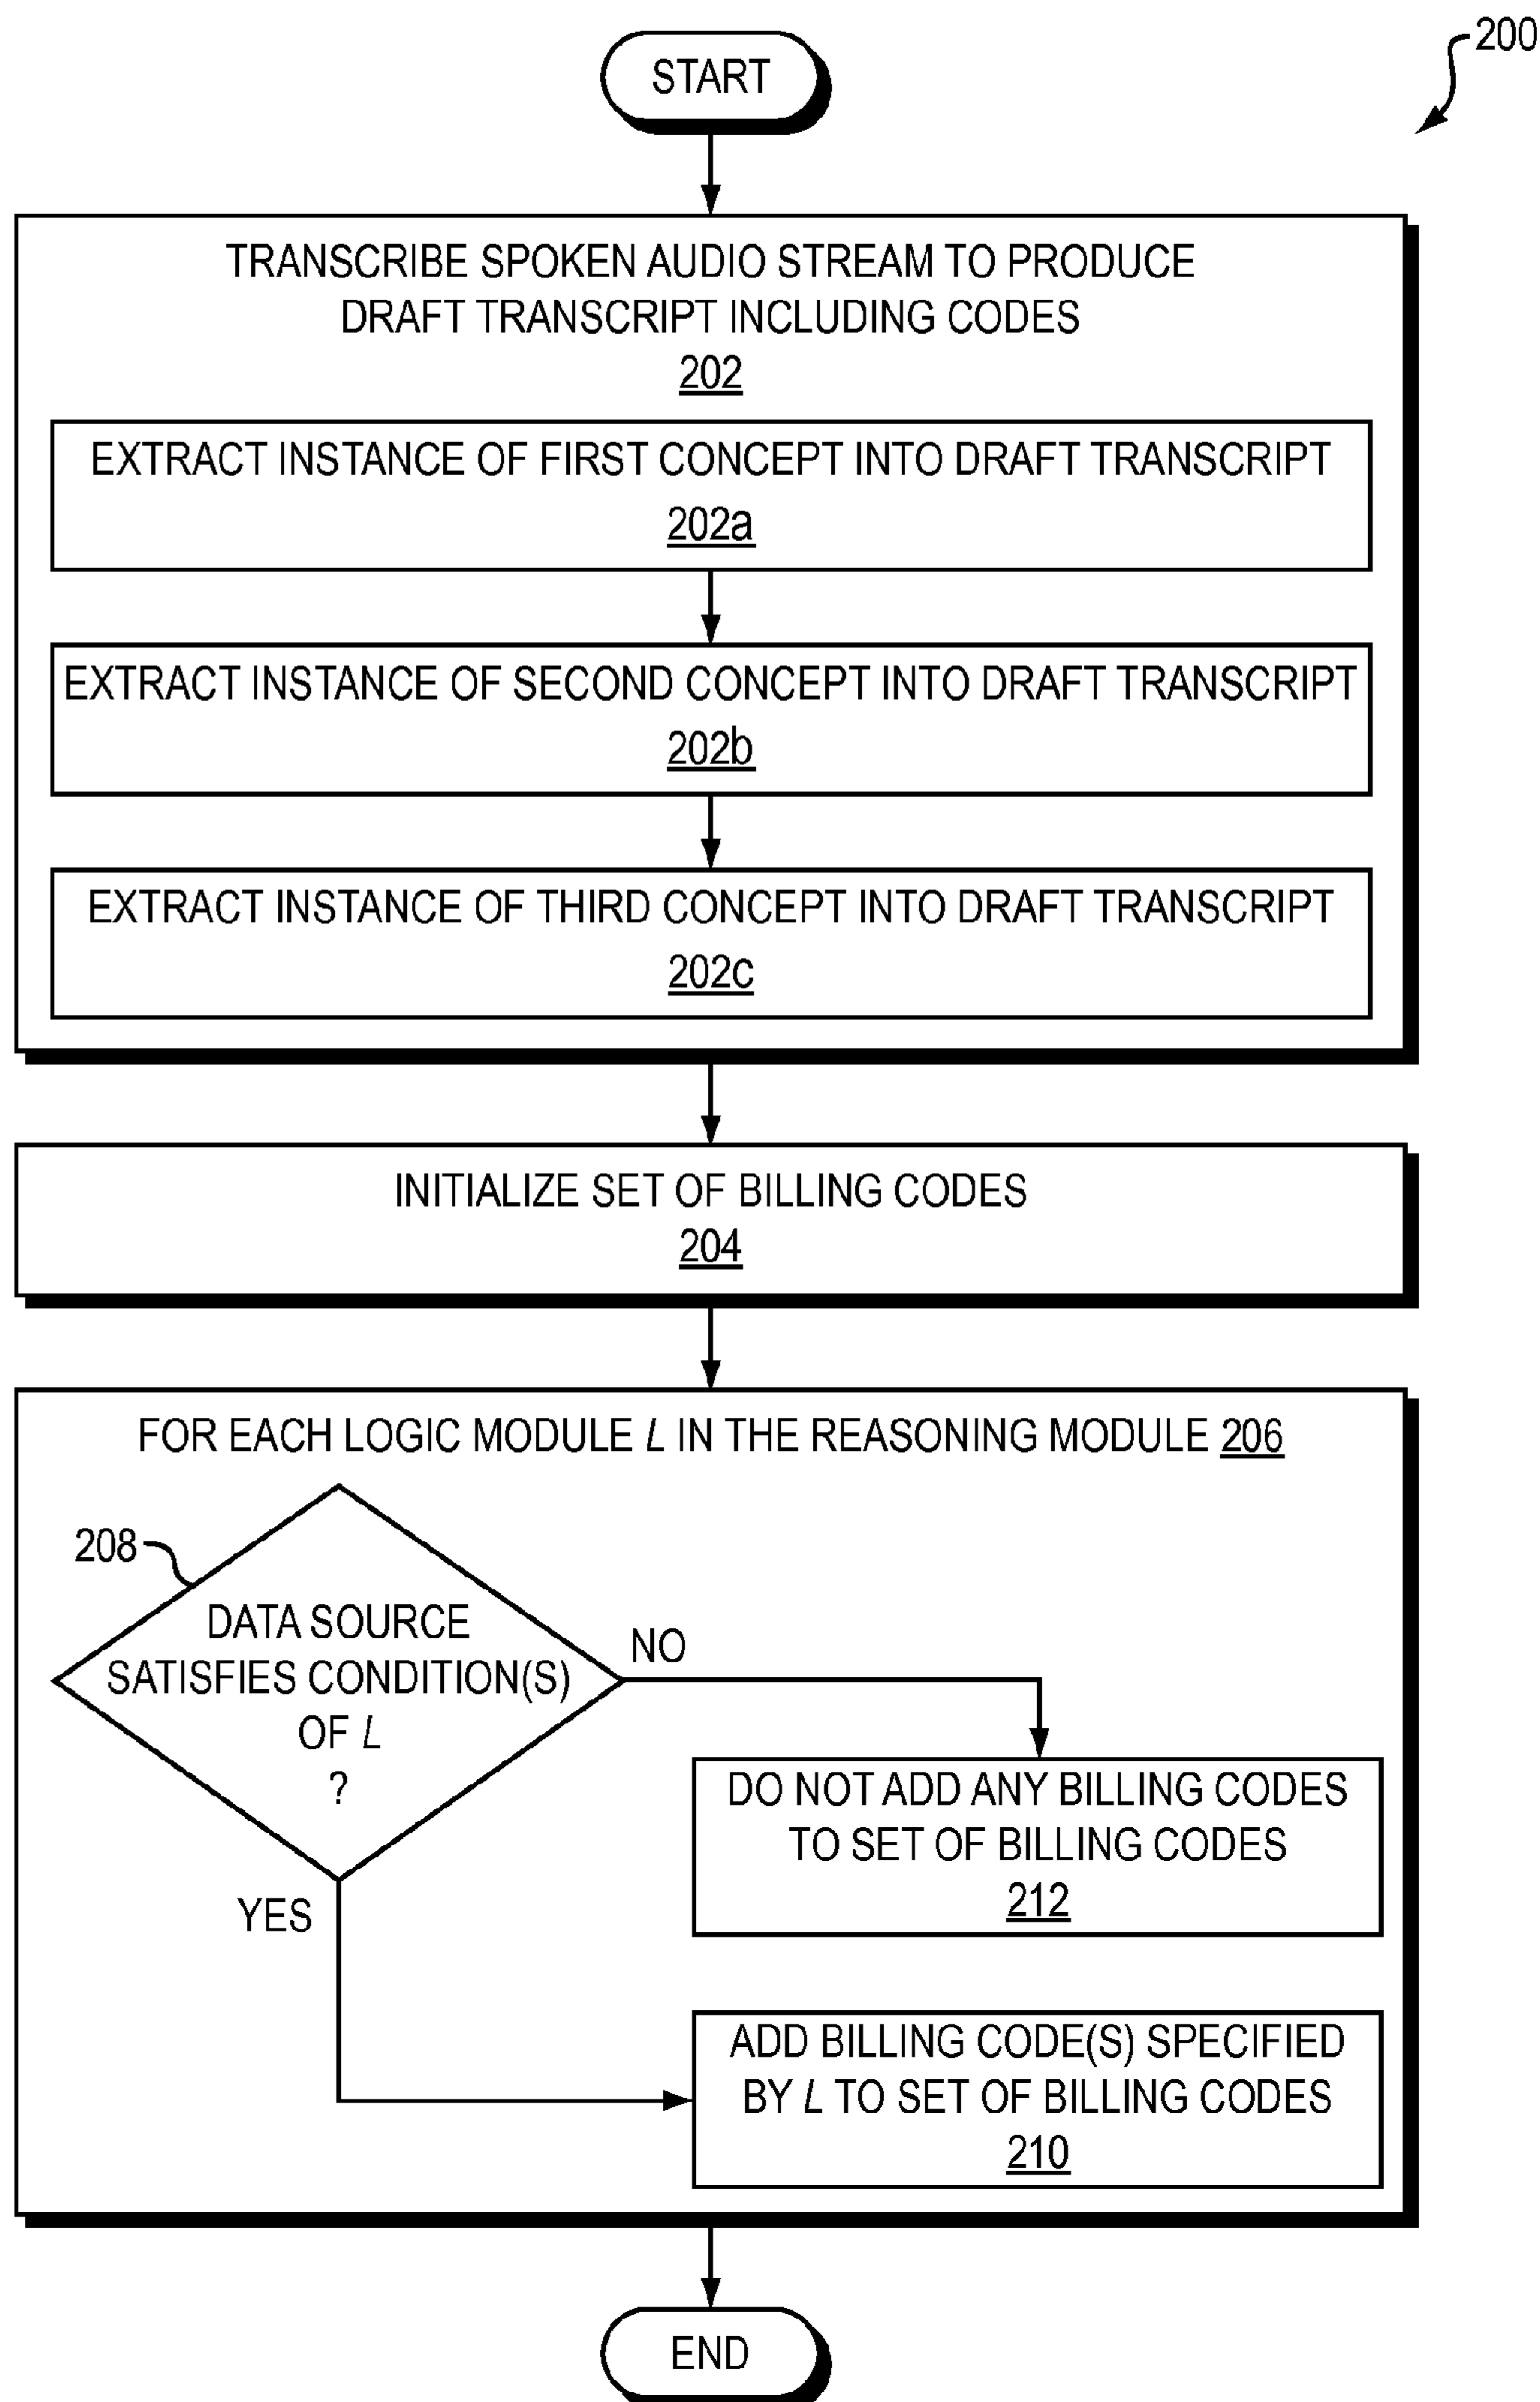 200
START
TRANSCRIBE SPOKEN AUDIO STREAM TO PRODUCE
DRAFT TRANSCRIPT INCLUDING CODES
202
EXTRACT INSTANCE OF FIRST CONCEPT INTO DRAFT TRANSCRIPT
202a
EXTRACT INSTANCE OF SECOND CONCEPT INTO DRAFT TRANSCRIPT
202b
EXTRACT INSTANCE OF THIRD CONCEPT INTO DRAFT TRANSCRIPT
202c
INITIALIZE SET OF BILLING CODES
204
FOR EACH LOGIC MODULE L IN THE REASONING MODULE 206
208
DATA SOURCE
SATISFIES CONDITION(S)
OF L
?
NO
DO NOT ADD ANY BILLING CODES
TO SET OF BILLING CODES
212
YES
ADD BILLING CODE(S) SPECIFIED
BY L TO SET OF BILLING CODES
210
END